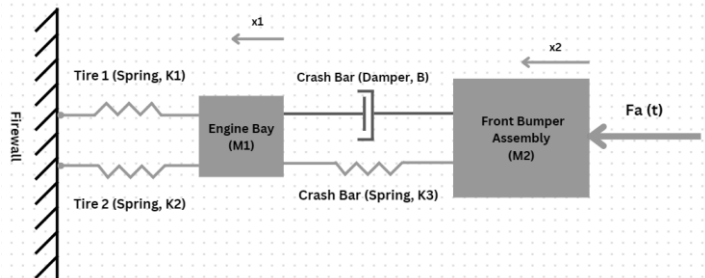 x1
x2
Tire 1 (Spring, K1)
Crash Bar (Damper, B)
Fa (t)
Firewall
Engine Bay
(M1)
Front Bumper
Assembly
(M2)
Tire 2 (Spring, K2)
Crash Bar (Spring, K3)